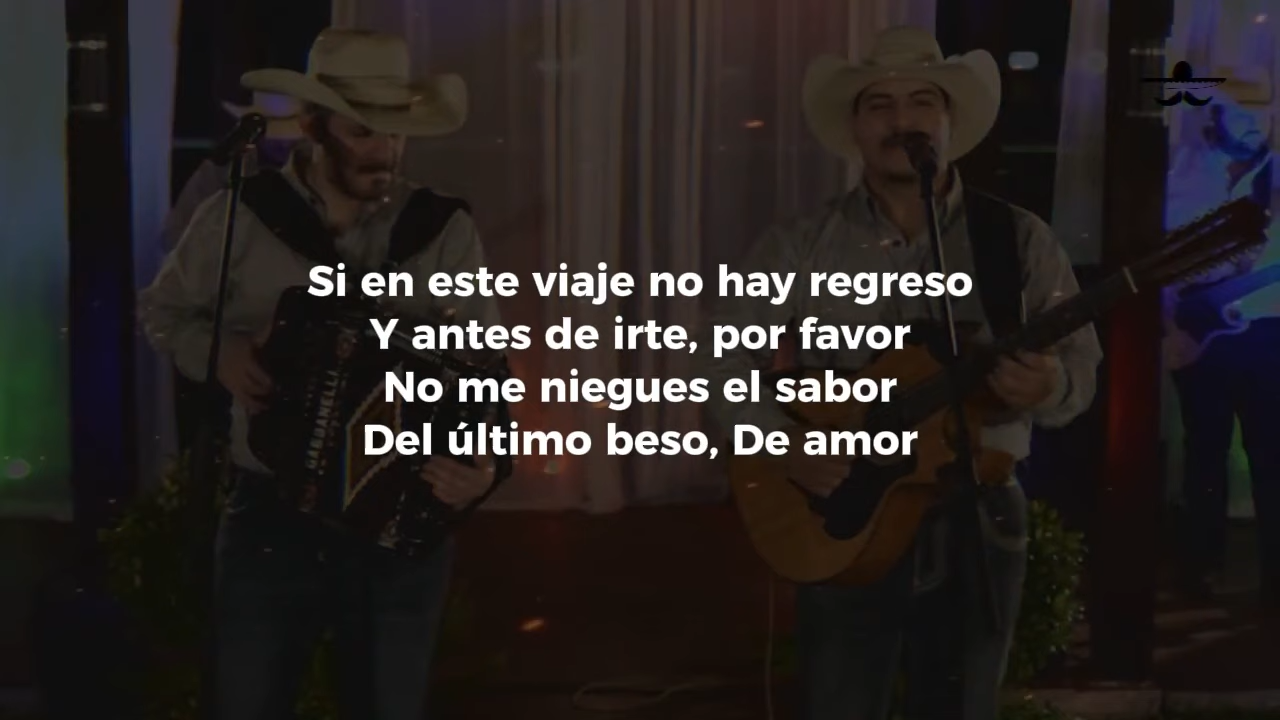 Si en este viaje no hay regreso
Y antes de irte, por favor
No me niegues el sabor
Del último beso, De amor
GABBANELLI